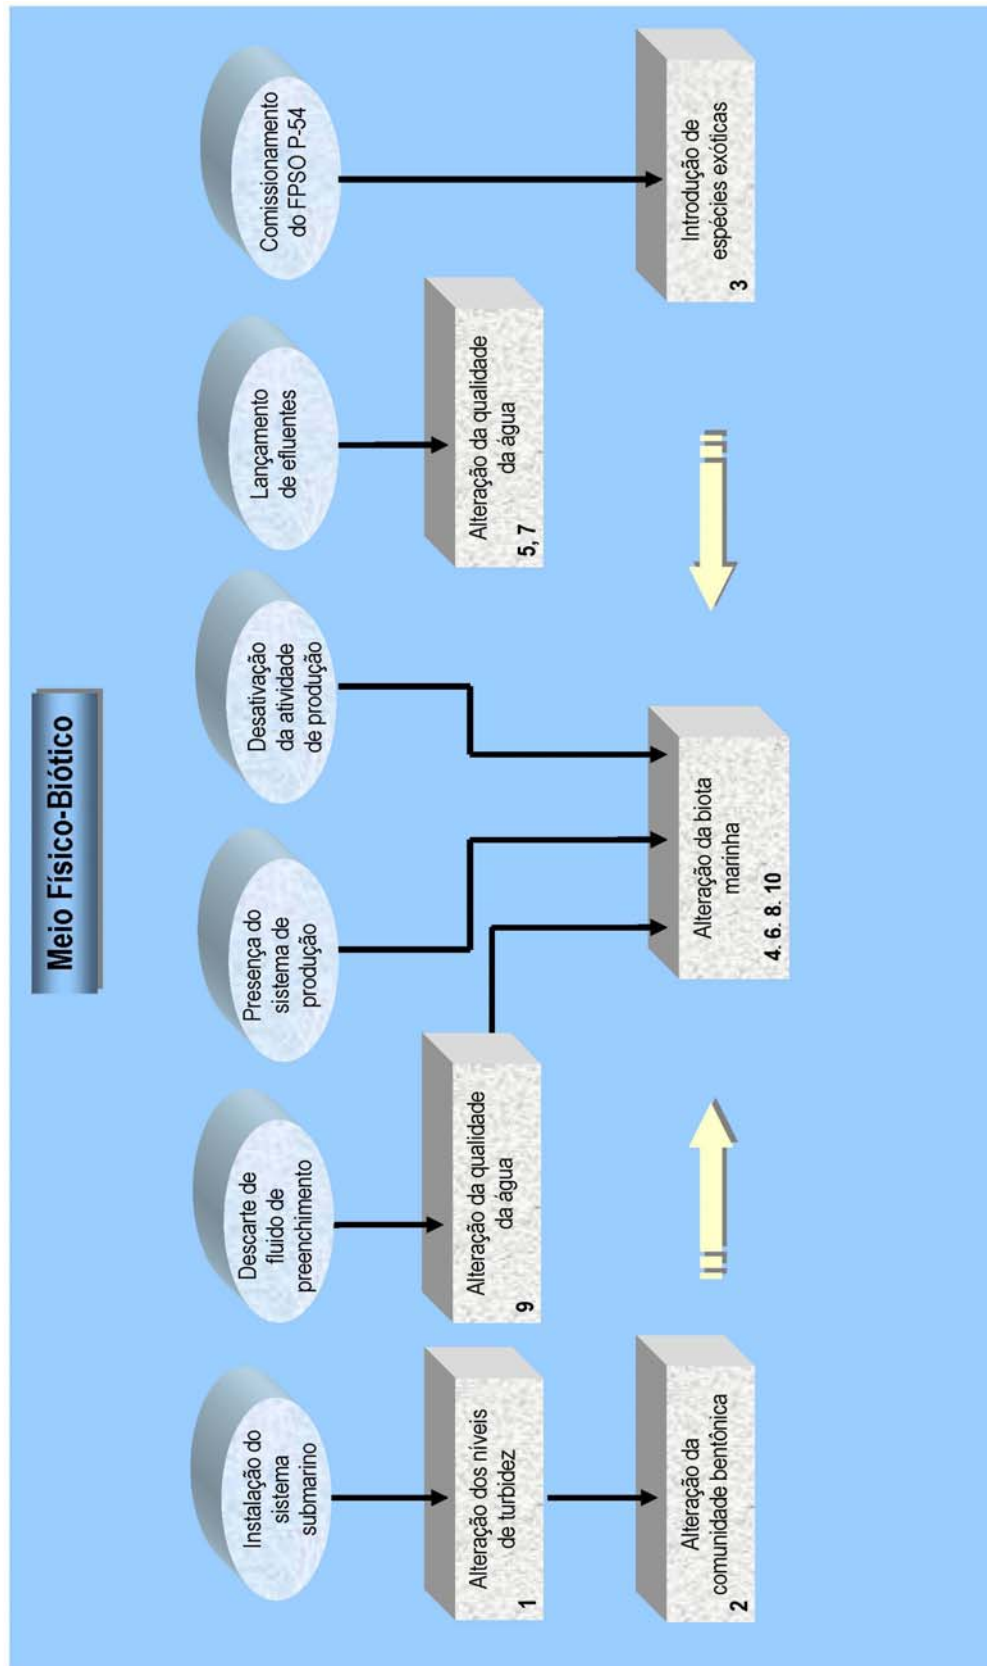 Meio Físico-Biótico
Instalação do
sistema
submarino
Descarte de
fluido de
preenchimento
Presença do
sistema de
produção
Desativação
da atividade
de produção
Lançamento
de efluentes
Comissionamento
do FPSO P-54
Alteração dos níveis
de turbidez
1
Alteração da qualidade
da água
9
Alteração da qualidade
da água
5, 7
Alteração da
comunidade bentônica
2
Alteração da biota
marinha
4. 6. 8. 10
Introdução de
espécies exóticas
3